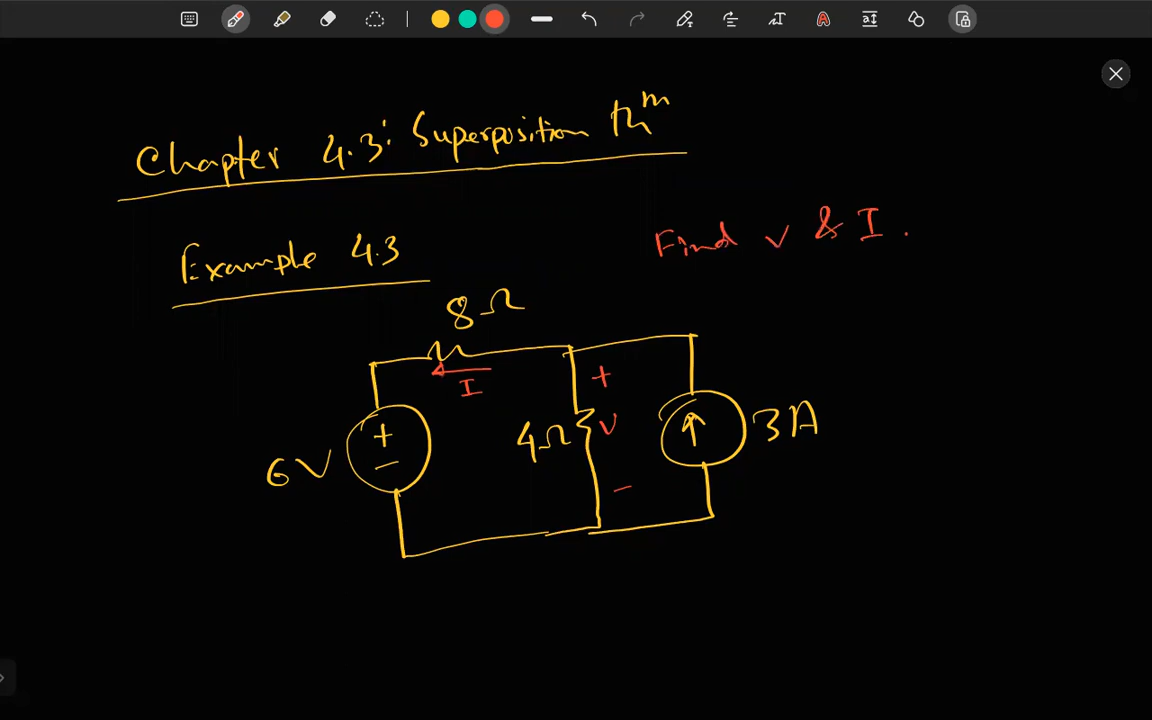 Chapter 4.3: Superposition thm
Example 4.3
Find V & I.
8Ω
I
+
6V
+
-
4Ω
V
-
3A